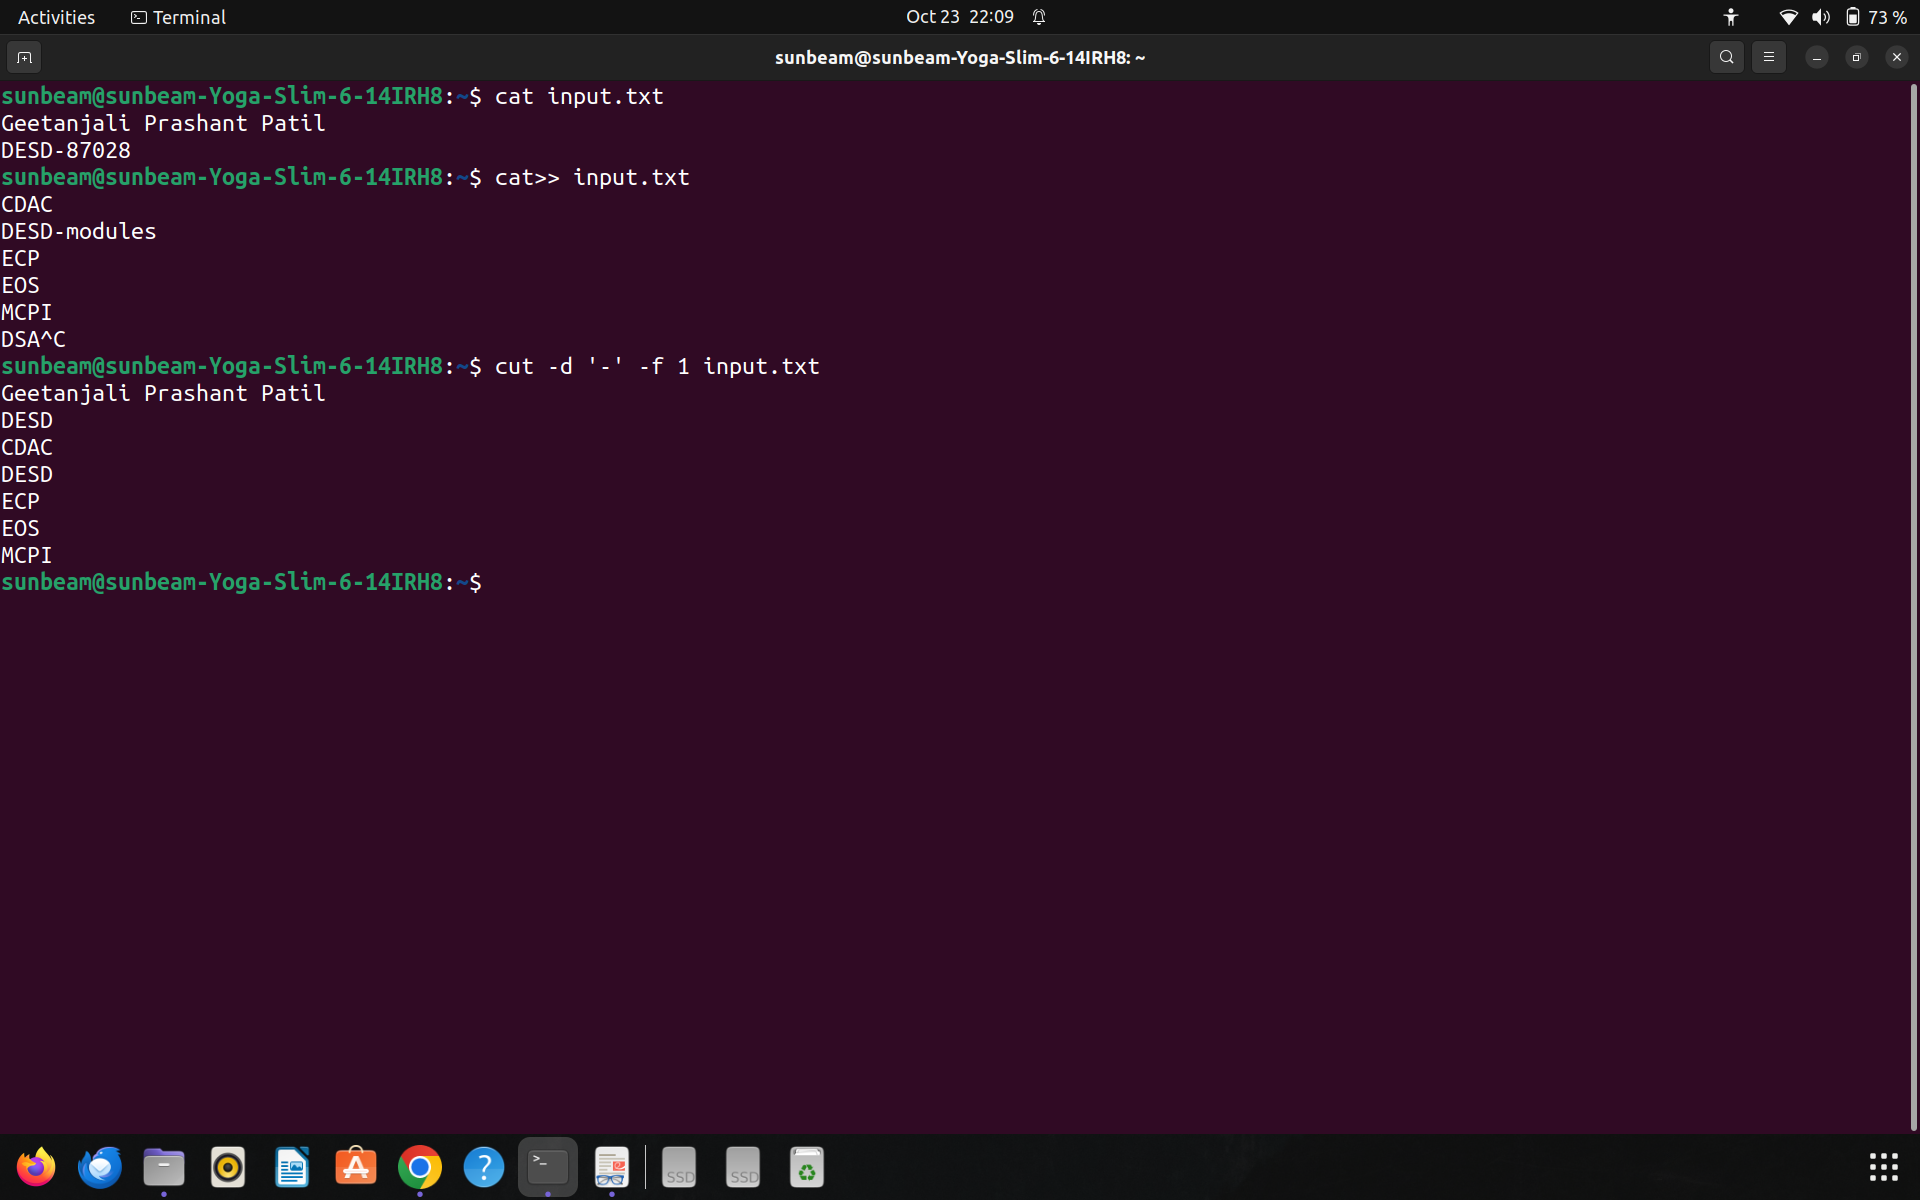 Activities Terminal Oct 23 22:09 73 %
sunbeam@sunbeam-Yoga-Slim-6-14IRH8: ~
sunbeam@sunbeam-Yoga-Slim-6-14IRH8:~$ cat input.txt
Geetanjali Prashant Patil
DESD-87028
sunbeam@sunbeam-Yoga-Slim-6-14IRH8:~$ cat>> input.txt
CDAC
DESD-modules
ECP
EOS
MCPI
DSA^C
sunbeam@sunbeam-Yoga-Slim-6-14IRH8:~$ cut -d '-' -f 1 input.txt
Geetanjali Prashant Patil
DESD
CDAC
DESD
ECP
EOS
MCPI
sunbeam@sunbeam-Yoga-Slim-6-14IRH8:~$
SSD SSD